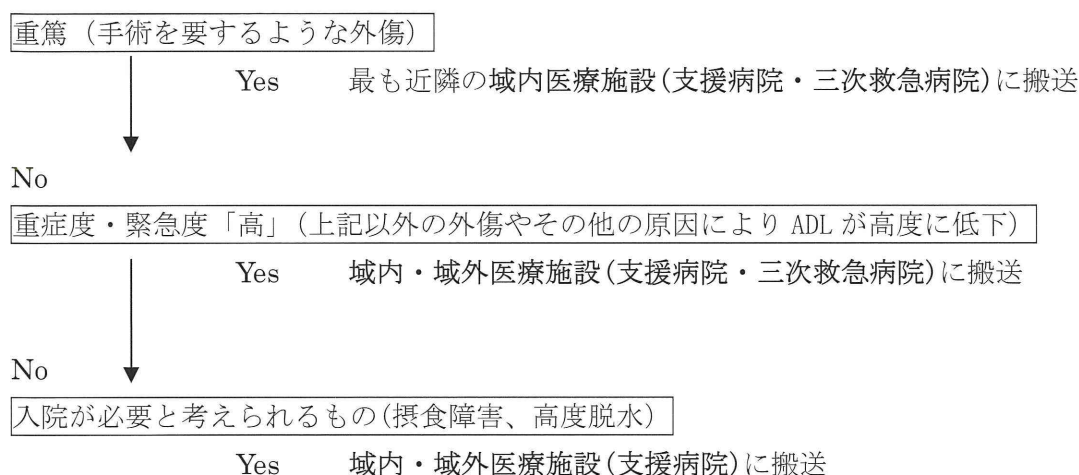 重篤（手術を要するような外傷）
Yes 最も近隣の域内医療施設(支援病院・三次救急病院)に搬送
No
重症度・緊急度「高」(上記以外の外傷やその他の原因により ADL が高度に低下)
Yes 域内・域外医療施設(支援病院・三次救急病院)に搬送
No
入院が必要と考えられるもの(摂食障害、高度脱水)
Yes 域内・域外医療施設(支援病院)に搬送